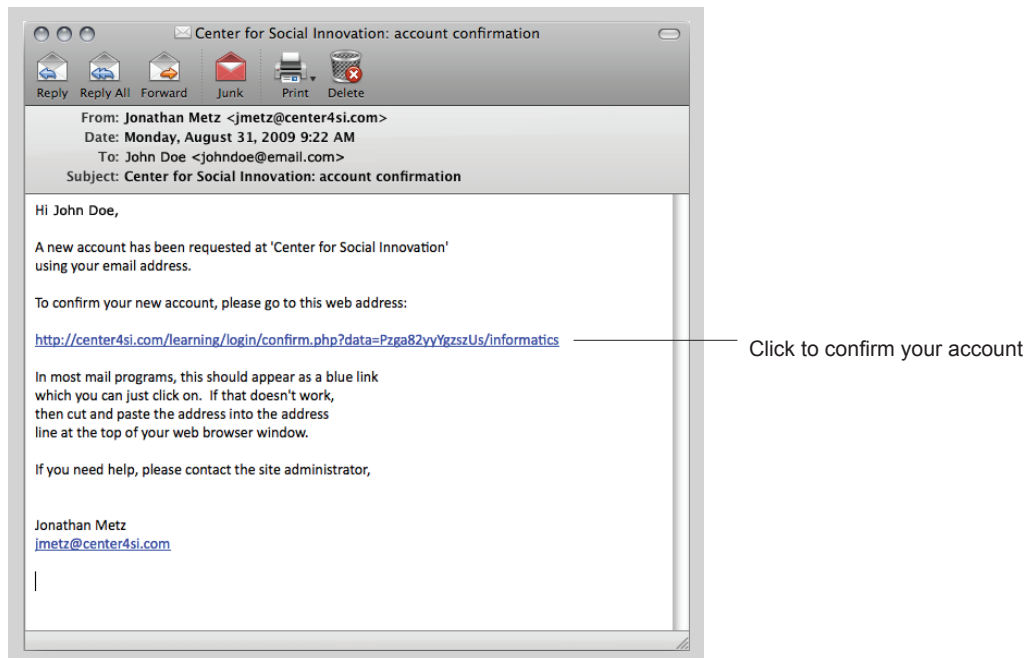 Center for Social Innovation: account confirmation
Reply Reply All Forward Junk Print Delete
From: Jonathan Metz <jmetz@center4si.com>
Date: Monday, August 31, 2009 9:22 AM
To: John Doe <johndoe@email.com>
Subject: Center for Social Innovation: account confirmation
Hi John Doe,
A new account has been requested at 'Center for Social Innovation'
using your email address.
To confirm your new account, please go to this web address:
http://center4si.com/learning/login/confirm.php?data=Pzga82yyYgzszUs/informatics
Click to confirm your account
In most mail programs, this should appear as a blue link
which you can just click on. If that doesn't work,
then cut and paste the address into the address
line at the top of your web browser window.
If you need help, please contact the site administrator,
Jonathan Metz
jmetz@center4si.com